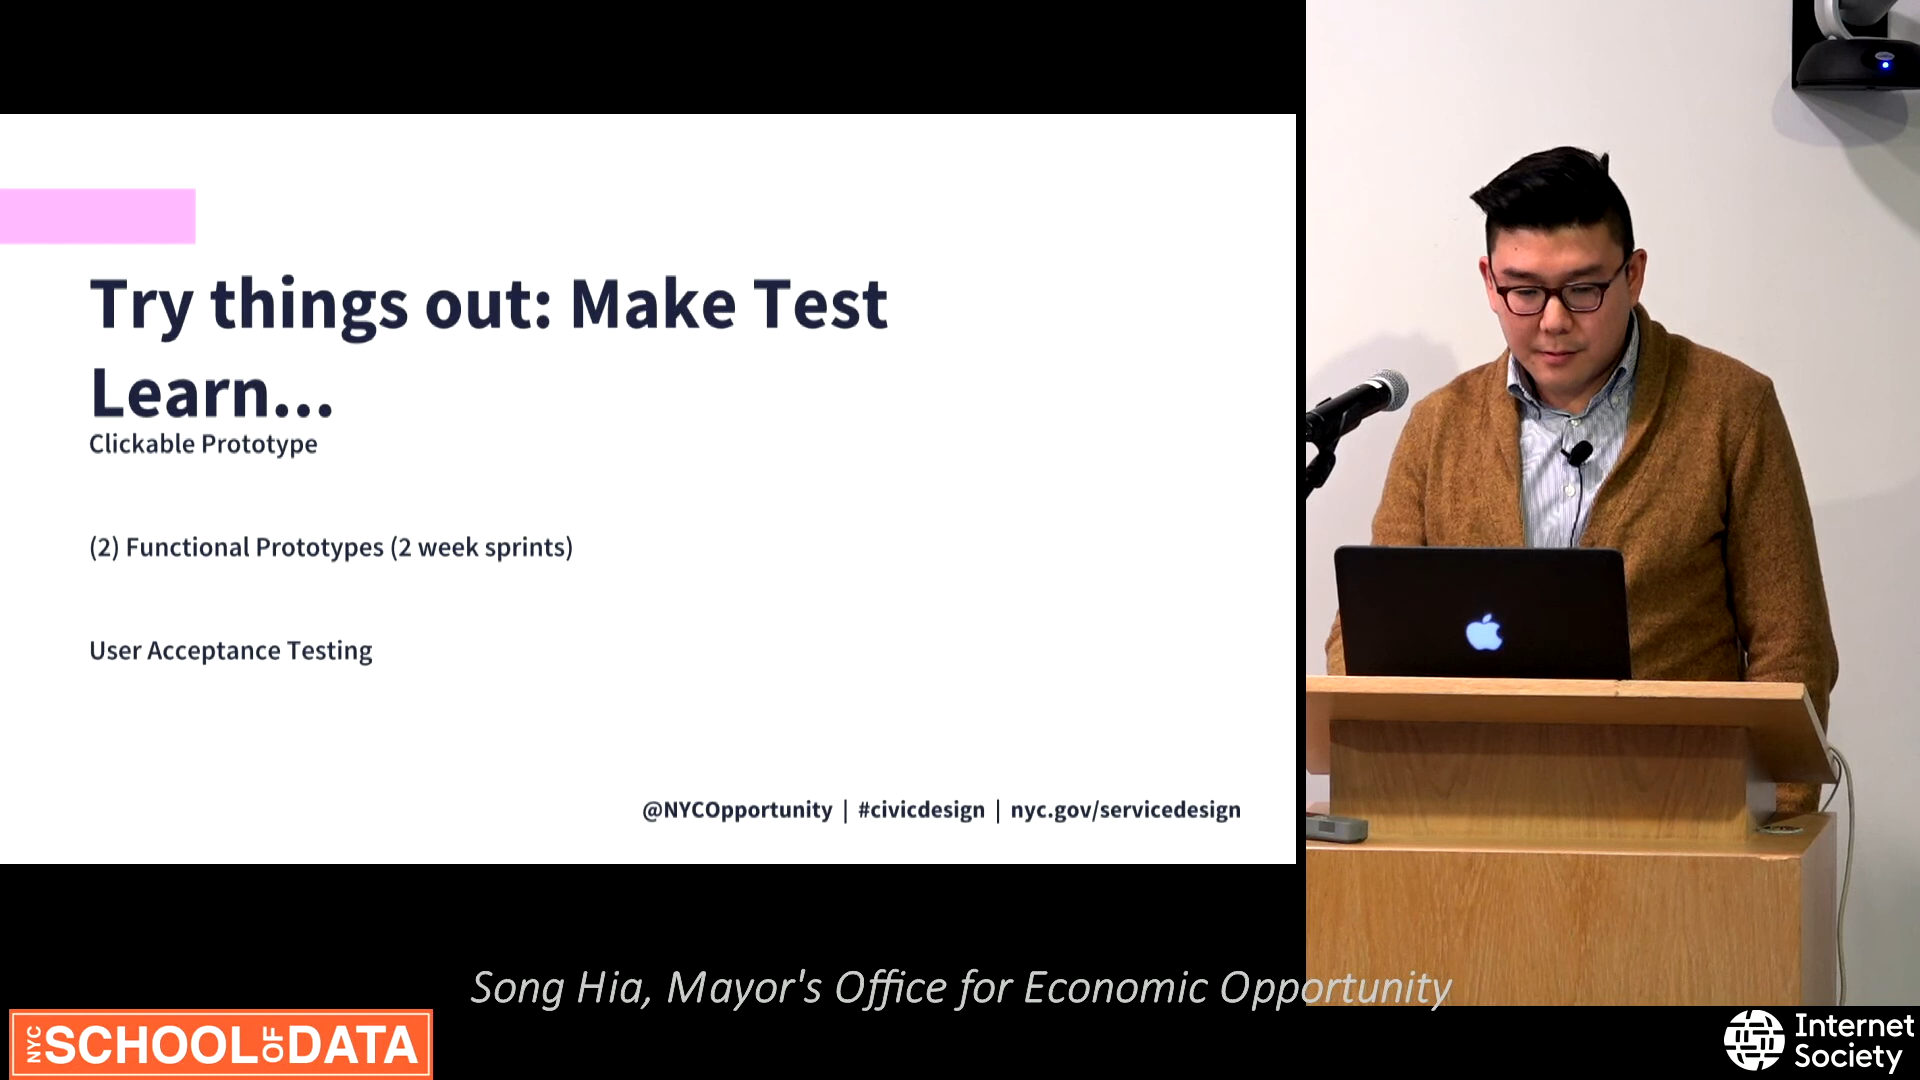 Try things out: Make Test
Learn...
Clickable Prototype
(2) Functional Prototypes (2 week sprints)
User Acceptance Testing
@NYCOpportunity | #civicdesign | nyc.gov/servicedesign
Song Hia, Mayor's Office for Economic Opportunity
NYC SCHOOL OF DATA
Internet
Society